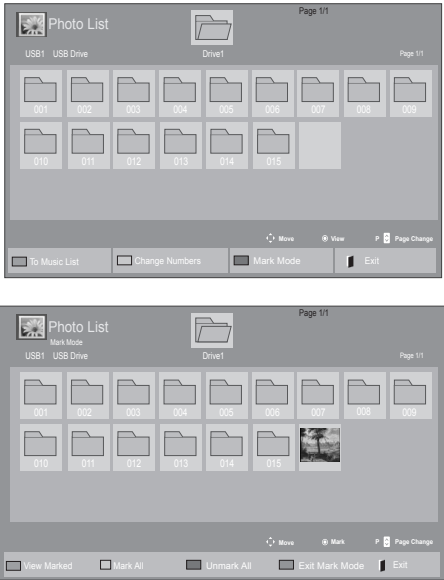 Page 1/1
Photo List
USB1 USB Drive Drive1 Page 1/1
001 002 003 004 005 006 007 008 009
010 011 012 013 014 015
Move View P Page Change
To Music List Change Numbers Mark Mode Exit
Page 1/1
Photo List
Mark Mode
USB1 USB Drive Drive1 Page 1/1
001 002 003 004 005 006 007 008 009
010 011 012 013 014 015
Move Mark P Page Change
View Marked Mark All Unmark All Exit Mark Mode Exit